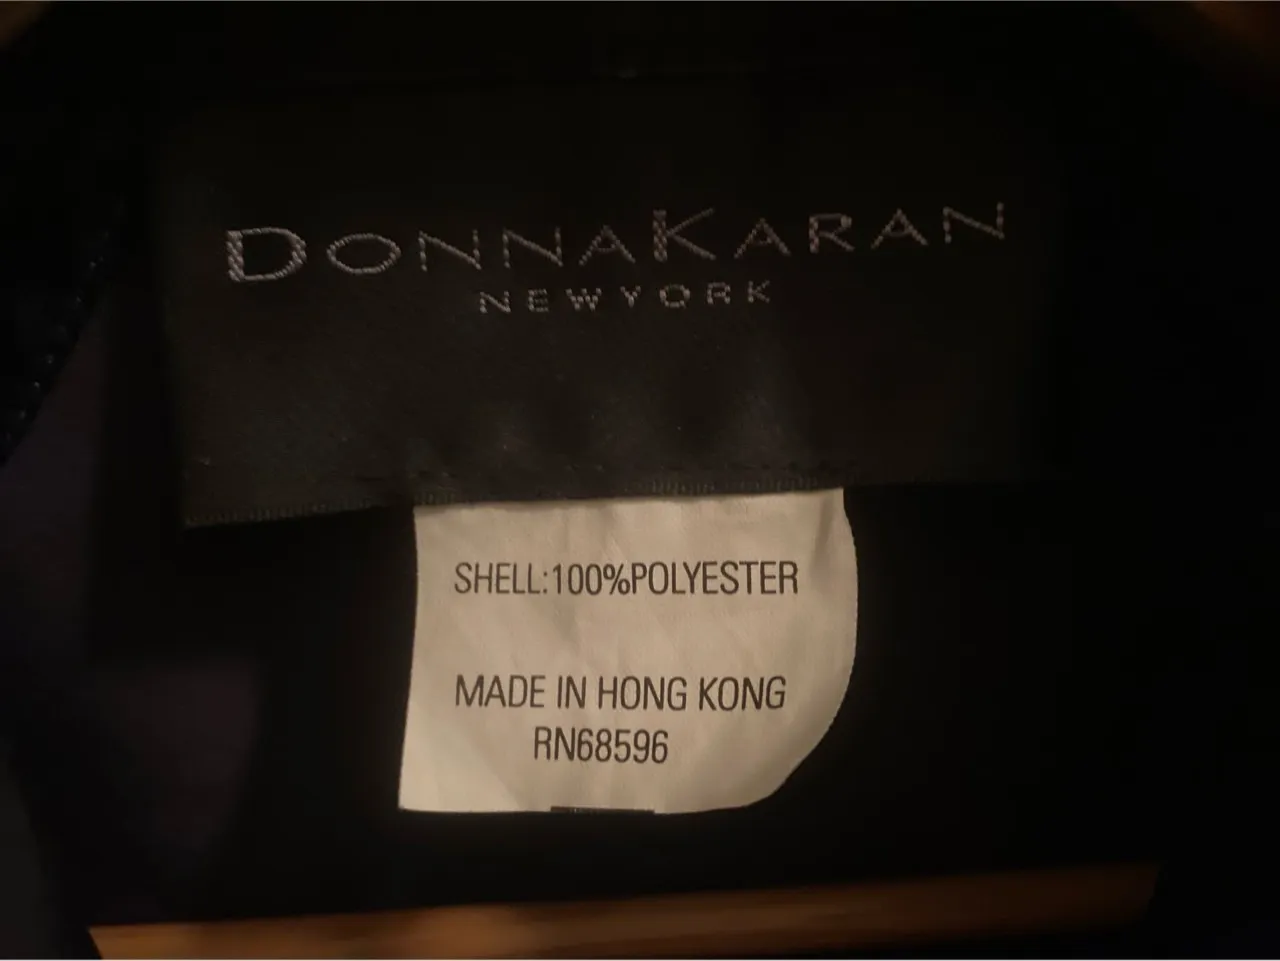 DONNAKARAN
NEWYORK
SHELL:100%POLYESTER
MADE IN HONG KONG
RN68596